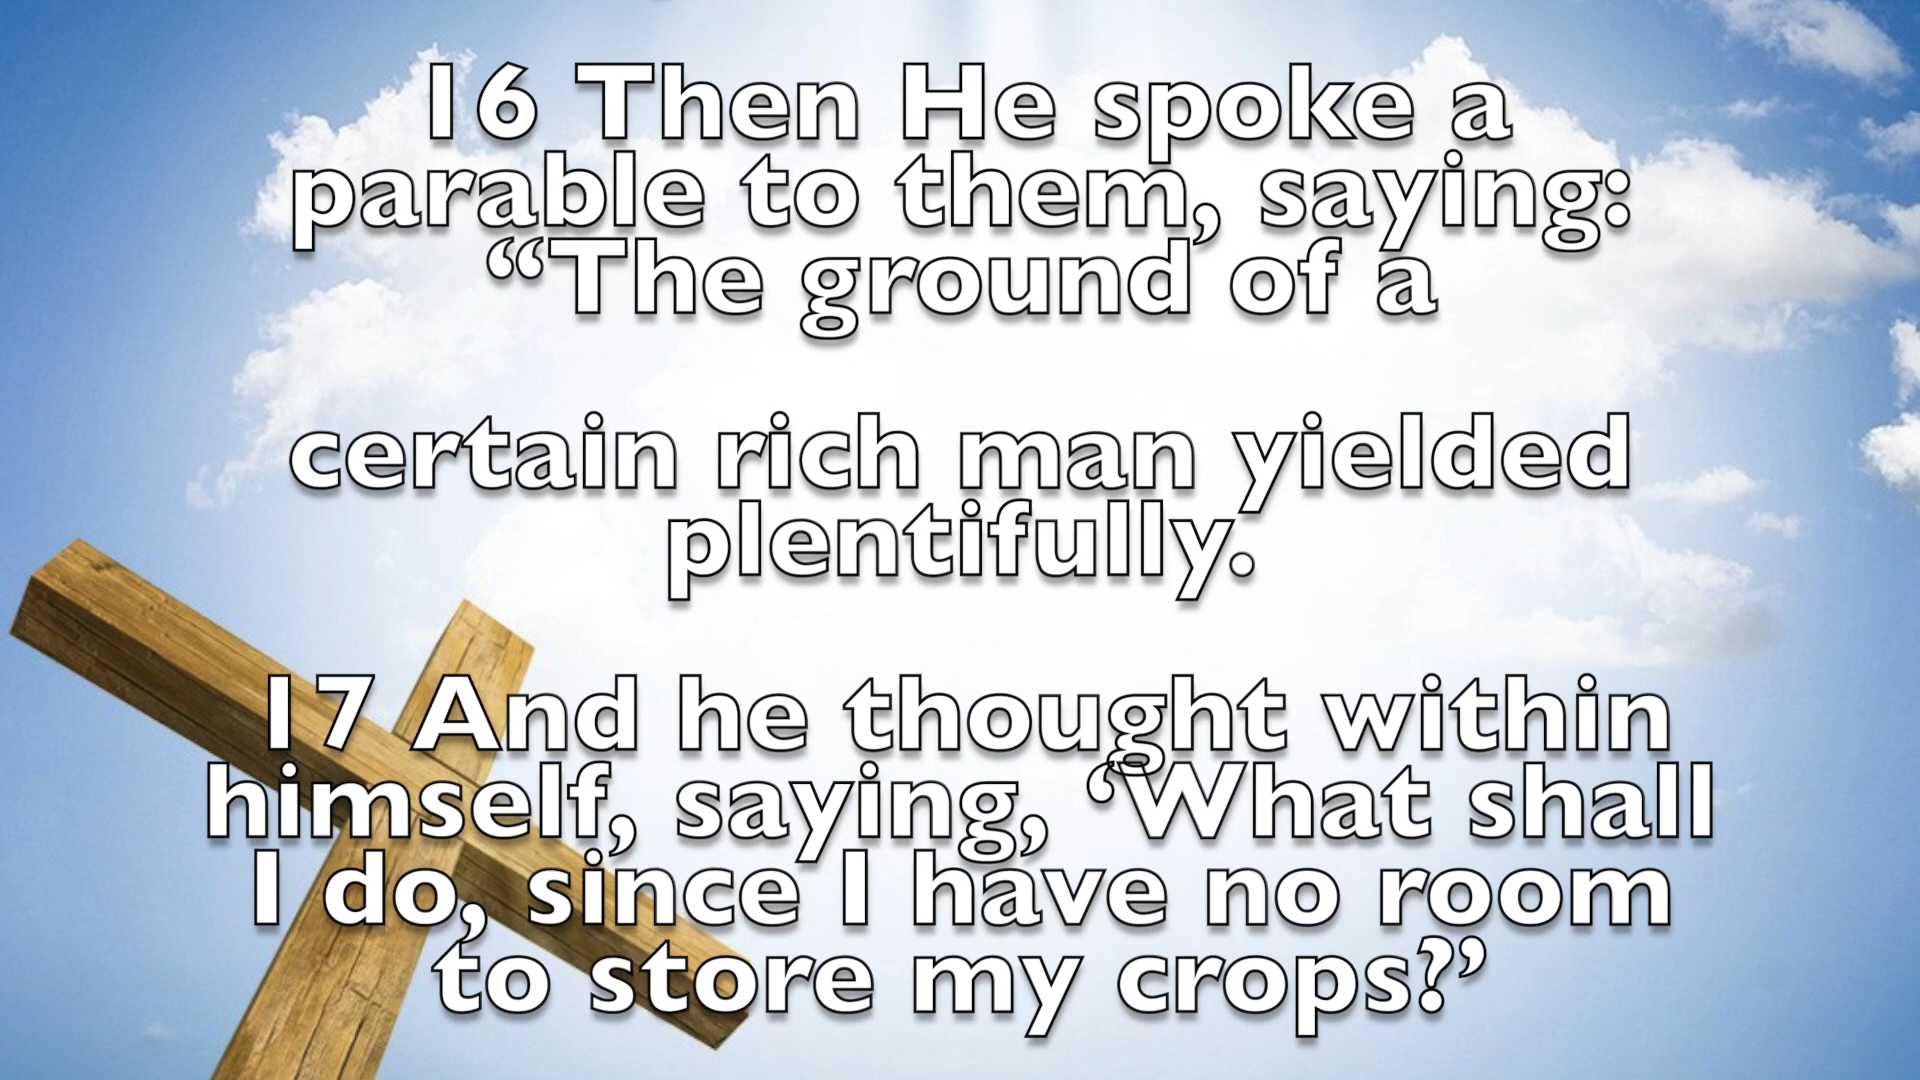 16 Then He spoke a
parable to them, saying:
“The ground of a
certain rich man yielded
plentifully.
17 And he thought within
himself, saying, ‘What shall
I do, since I have no room
to store my crops?’